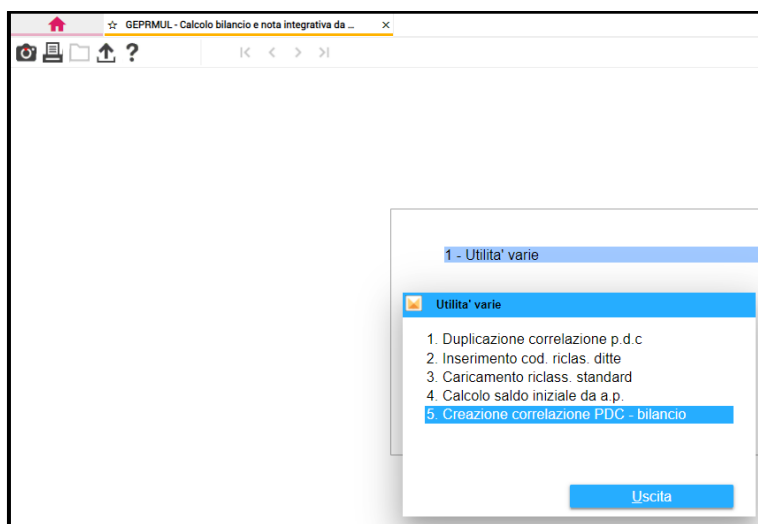 GEPRMUL - Calcolo bilancio e nota integrativa da ...
?
1 - Utilita' varie
Utilita' varie
1. Duplicazione correlazione p.d.c
2. Inserimento cod. riclas. ditte
3. Caricamento riclass. standard
4. Calcolo saldo iniziale da a.p.
5. Creazione correlazione PDC - bilancio
Uscita